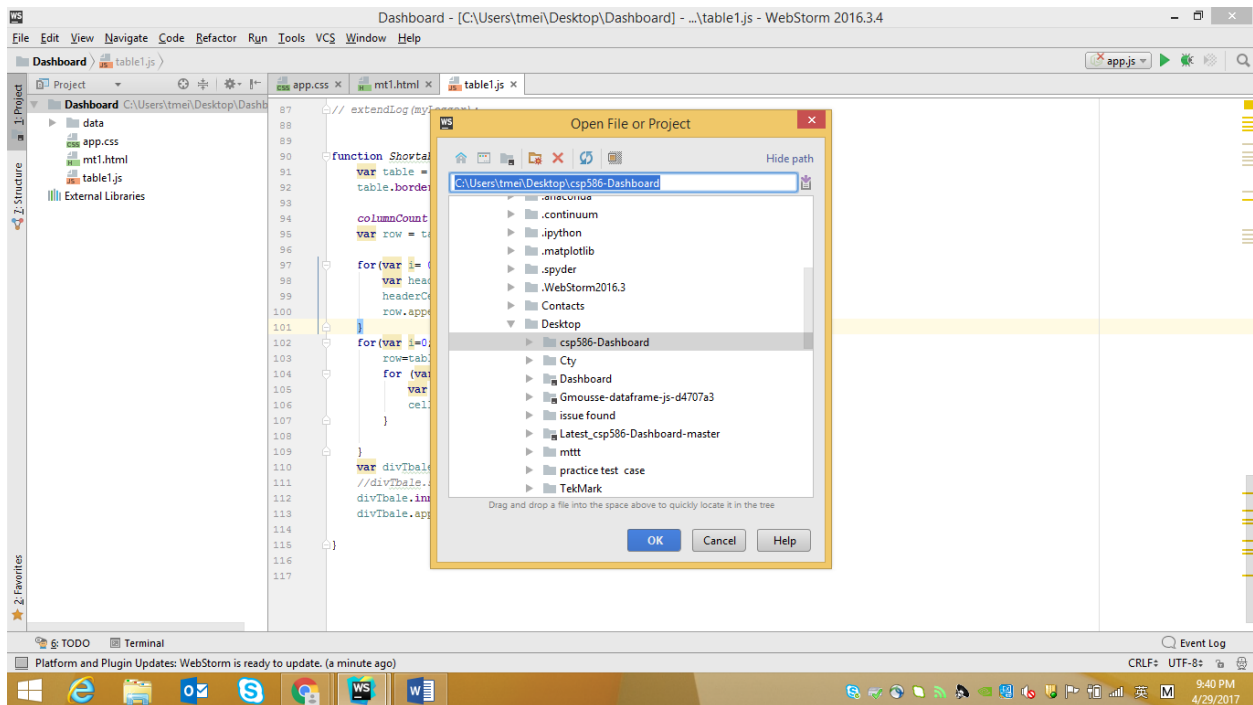 WS Dashboard - [C:\Users\tmei\Desktop\Dashboard] - ...\table1.js - WebStorm 2016.3.4
File Edit View Navigate Code Refactor Run Tools VCS Window Help
Dashboard table1.js app.js
1: Project
Z: Structure
2: Favorites
Project
Dashboard C:\Users\tmei\Desktop\Dashb
data
app.css
mt1.html
table1.js
External Libraries
app.css × mt1.html × table1.js ×
87 // extendLog(myLogger);
88
89
90 function Showtal
91 var table =
92 table.border
93
94 columnCount
95 var row = ta
96
97 for(var i= 0
98 var head
99 headerCe
100 row.appe
101 }
102 for(var i=0;
103 row=tabl
104 for (var
105 var
106 cell
107 }
108
109 }
110 var divTbale
111 //divTbale.
112 divTbale.inn
113 divTbale.app
114
115 }
116
117
WS Open File or Project
Hide path
C:\Users\tmei\Desktop\csp586-Dashboard
.anaconda
.continuum
.ipython
.matplotlib
.spyder
.WebStorm2016.3
Contacts
Desktop
csp586-Dashboard
Cty
Dashboard
Gmousse-dataframe-js-d4707a3
issue found
Latest_csp586-Dashboard-master
mttt
practice test case
TekMark
Drag and drop a file into the space above to quickly locate it in the tree
OK Cancel Help
6: TODO Terminal Event Log
Platform and Plugin Updates: WebStorm is ready to update. (a minute ago) CRLF÷ UTF-8÷
WS 英 M 9:40 PM
4/29/2017